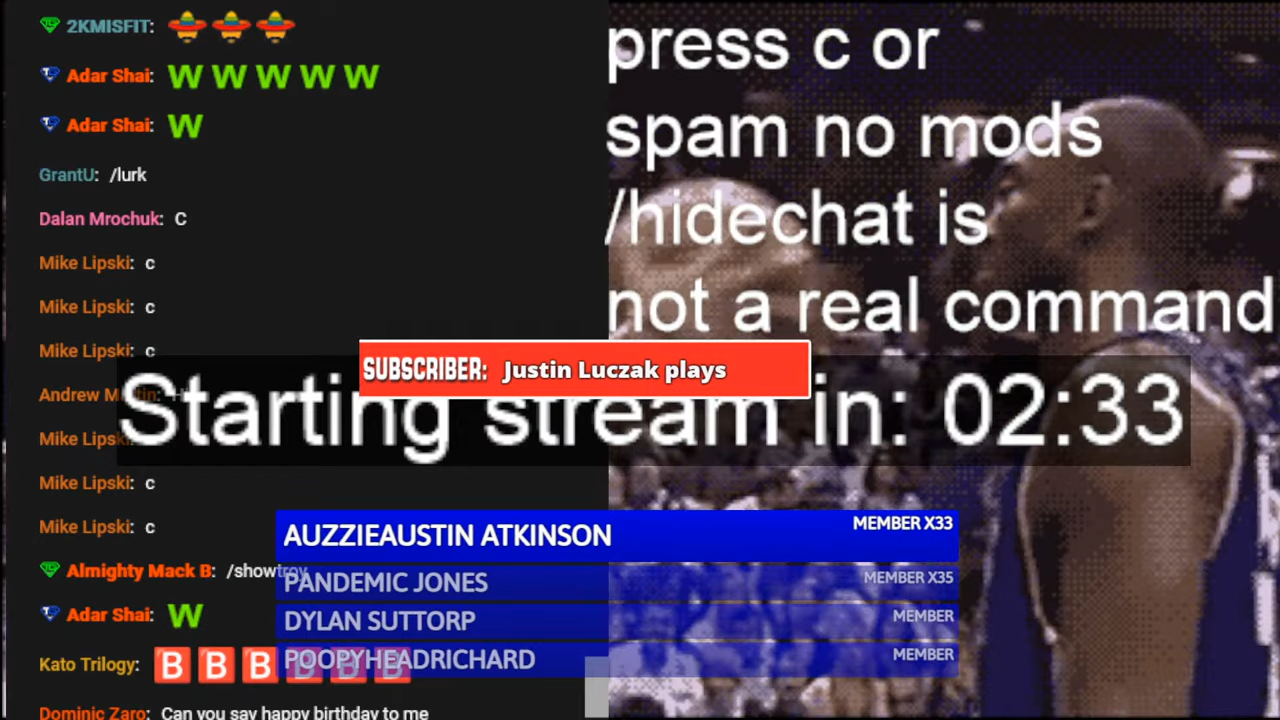 2KMISFIT:
Adar Shai: W W W W W
Adar Shai: W
GrantU: /lurk
Dalan Mrochuk: C
Mike Lipski: c
Mike Lipski: c
Mike Lipski: c
Andrew
Mike Lipski: c
Mike Lipski: c
Mike Lipski: c
Almighty Mack B: /showtroy
Adar Shai: W
Kato Trilogy: B B B B B B
Dominic Zaro: Can you say happy birthday to me
press c or
spam no mods
/hidechat is
not a real command
SUBSCRIBER: Justin Luczak plays
Starting stream in: 02:33
AUZZIEAUSTIN ATKINSON MEMBER X33
PANDEMIC JONES MEMBER X35
DYLAN SUTTORP MEMBER
POOPYHEADRICHARD MEMBER